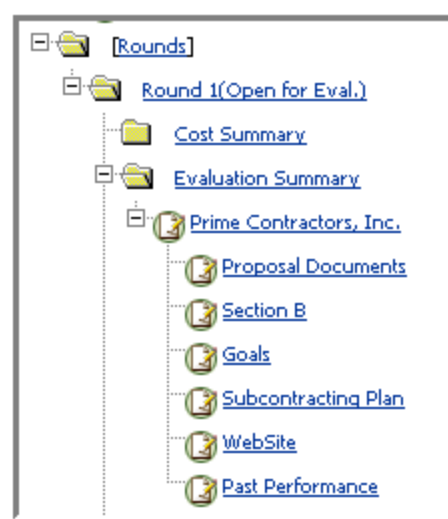 [Rounds]
Round 1(Open for Eval.)
Cost Summary
Evaluation Summary
Prime Contractors, Inc.
Proposal Documents
Section B
Goals
Subcontracting Plan
WebSite
Past Performance